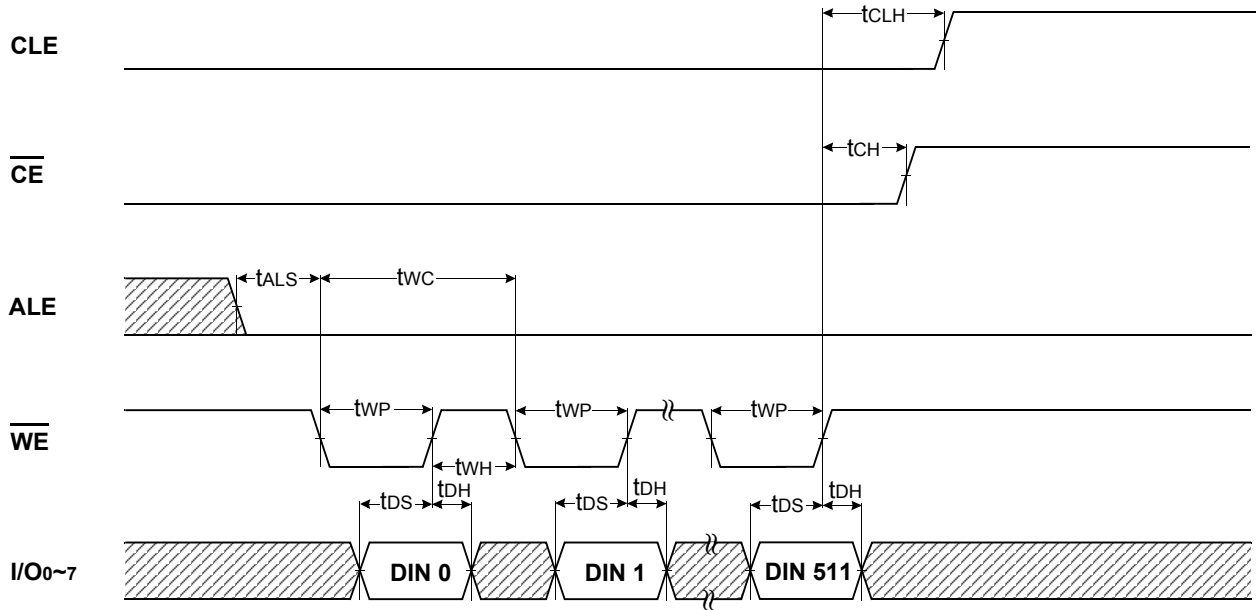 tCLH
CLE
tCH
CE
tALS
tWC
ALE
tWP
tWP
tWP
WE
tWH
tDS
tDH
tDS
tDH
tDS
tDH
I/O0~7
DIN 0
DIN 1
DIN 511